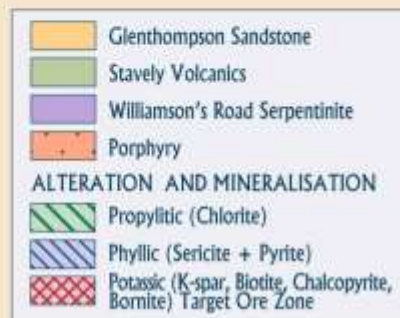 Glenthompson Sandstone
Stavely Volcanics
Williamson's Road Serpentinite
Porphyry
ALTERATION AND MINERALISATION
Propylitic (Chlorite)
Phyllic (Sericite + Pyrite)
Potassic (K-spar, Biotite, Chalcopyrite,
Bornite) Target Ore Zone